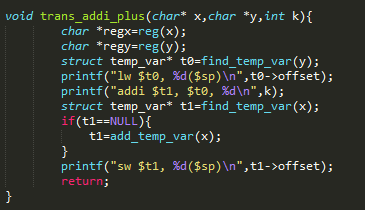 void trans_addi_plus(char* x,char *y,int k){
char *regx=reg(x);
char *regy=reg(y);
struct temp_var* t0=find_temp_var(y);
printf("lw $t0, %d($sp)\n",t0->offset);
printf("addi $t1, $t0, %d\n",k);
struct temp_var* t1=find_temp_var(x);
if(t1==NULL){
t1=add_temp_var(x);
}
printf("sw $t1, %d($sp)\n",t1->offset);
return;
}